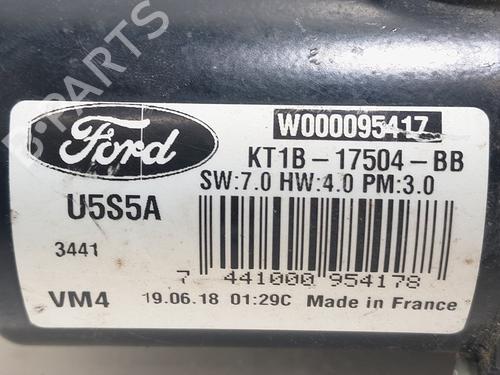 B-PARTS
Ford
W000095417
KT1B-17504-BB
SW:7.0 HW:4.0 PM:3.0
U5S5A
3441
7 441000 954178
VM4
19.06.18 01:29C Made in France